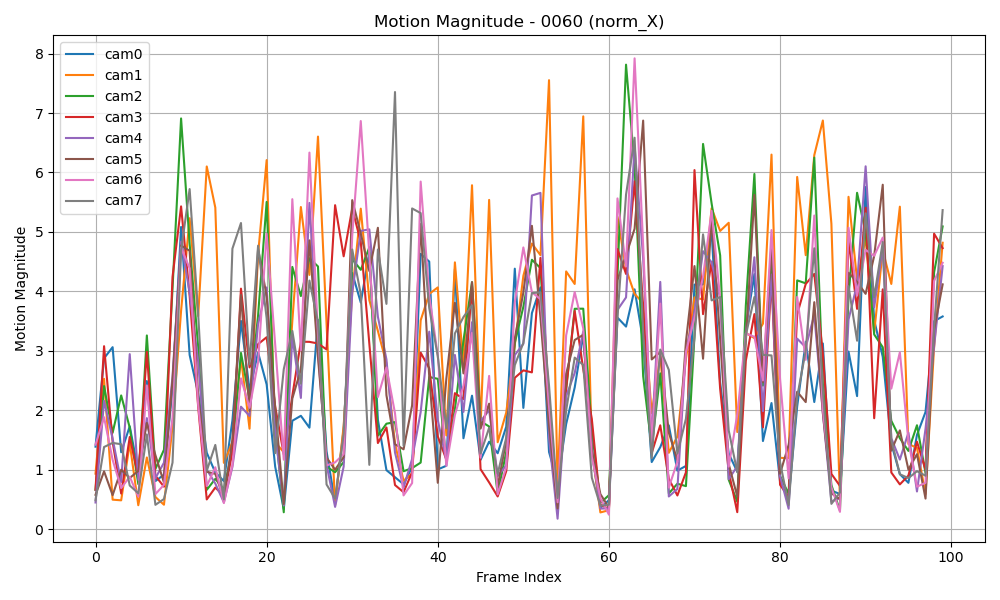 Motion Magnitude - 0060 (norm_X)
Motion Magnitude
8
7
6
5
4
3
2
1
0
cam0
cam1
cam2
cam3
cam4
cam5
cam6
cam7
0 20 40 60 80 100
Frame Index